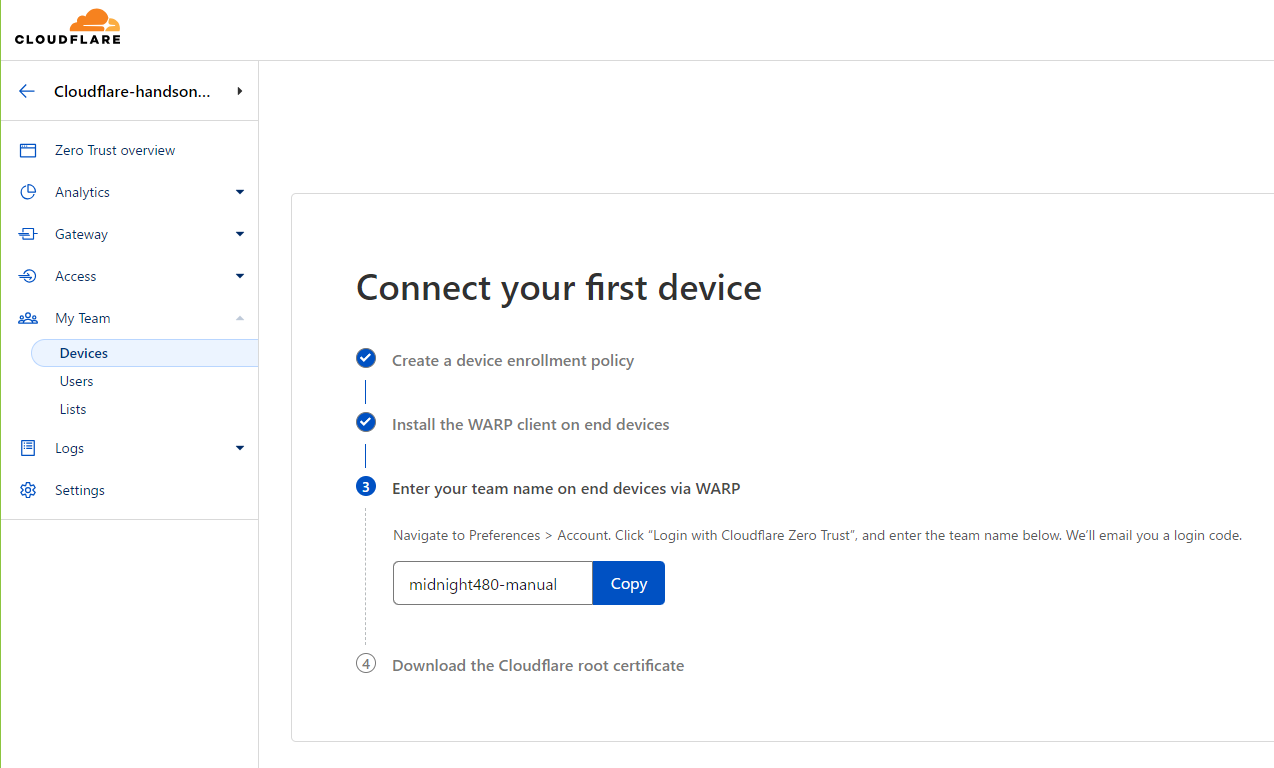 CLOUDFLARE
Cloudflare-handson...
Zero Trust overview
Analytics
Gateway
Access
My Team
Devices
Users
Lists
Logs
Settings
Connect your first device
Create a device enrollment policy
Install the WARP client on end devices
3 Enter your team name on end devices via WARP
Navigate to Preferences > Account. Click “Login with Cloudflare Zero Trust”, and enter the team name below. We’ll email you a login code.
midnight480-manual Copy
4 Download the Cloudflare root certificate